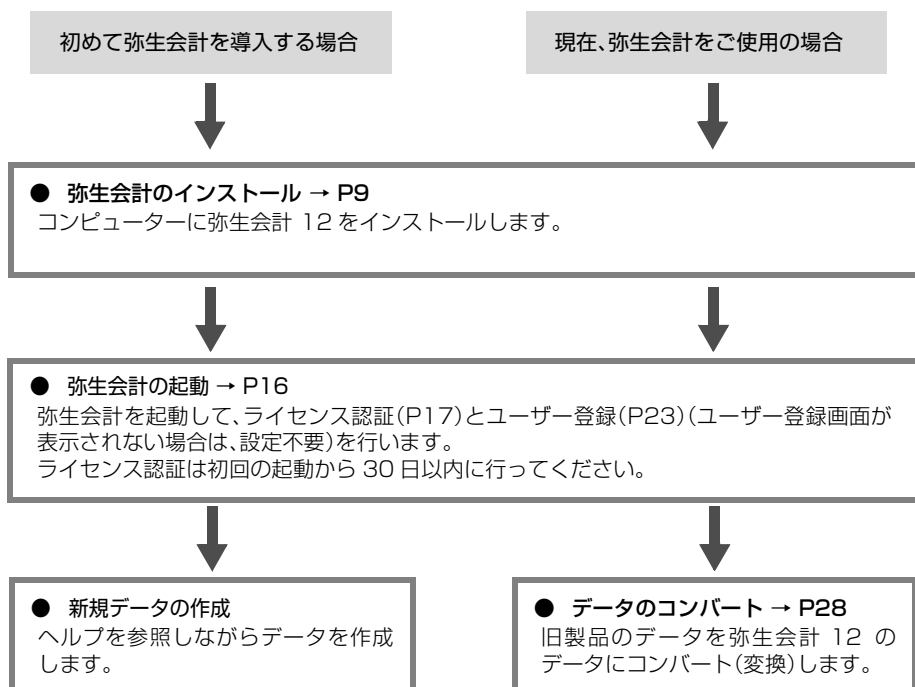 初めて弥生会計を導入する場合
現在、弥生会計をご使用の場合
● 弥生会計のインストール → P9
コンピューターに弥生会計 12 をインストールします。
● 弥生会計の起動 → P16
弥生会計を起動して、ライセンス認証(P17)とユーザー登録(P23)(ユーザー登録画面が
表示されない場合は、設定不要)を行います。
ライセンス認証は初回の起動から 30 日以内に行ってください。
● 新規データの作成
ヘルプを参照しながらデータを作成
します。
● データのコンバート → P28
旧製品のデータを弥生会計 12 の
データにコンバート(変換)します。